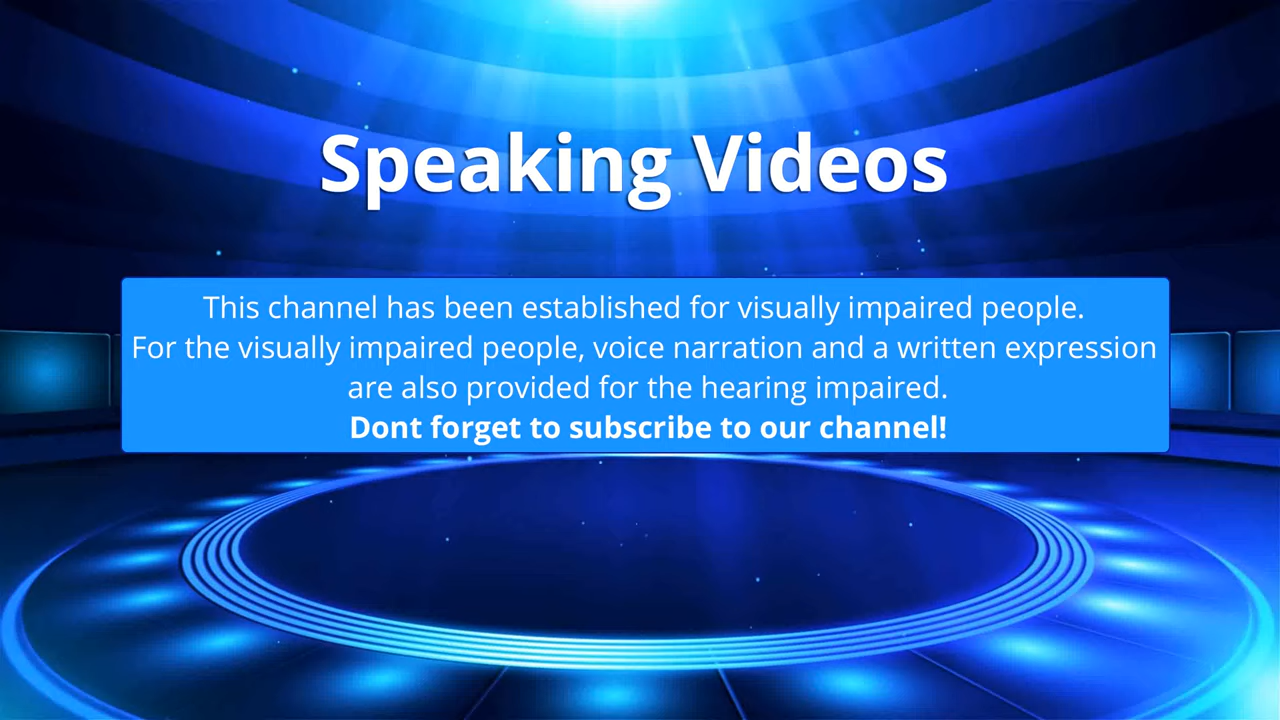 Speaking Videos
This channel has been established for visually impaired people.
For the visually impaired people, voice narration and a written expression
are also provided for the hearing impaired.
Dont forget to subscribe to our channel!